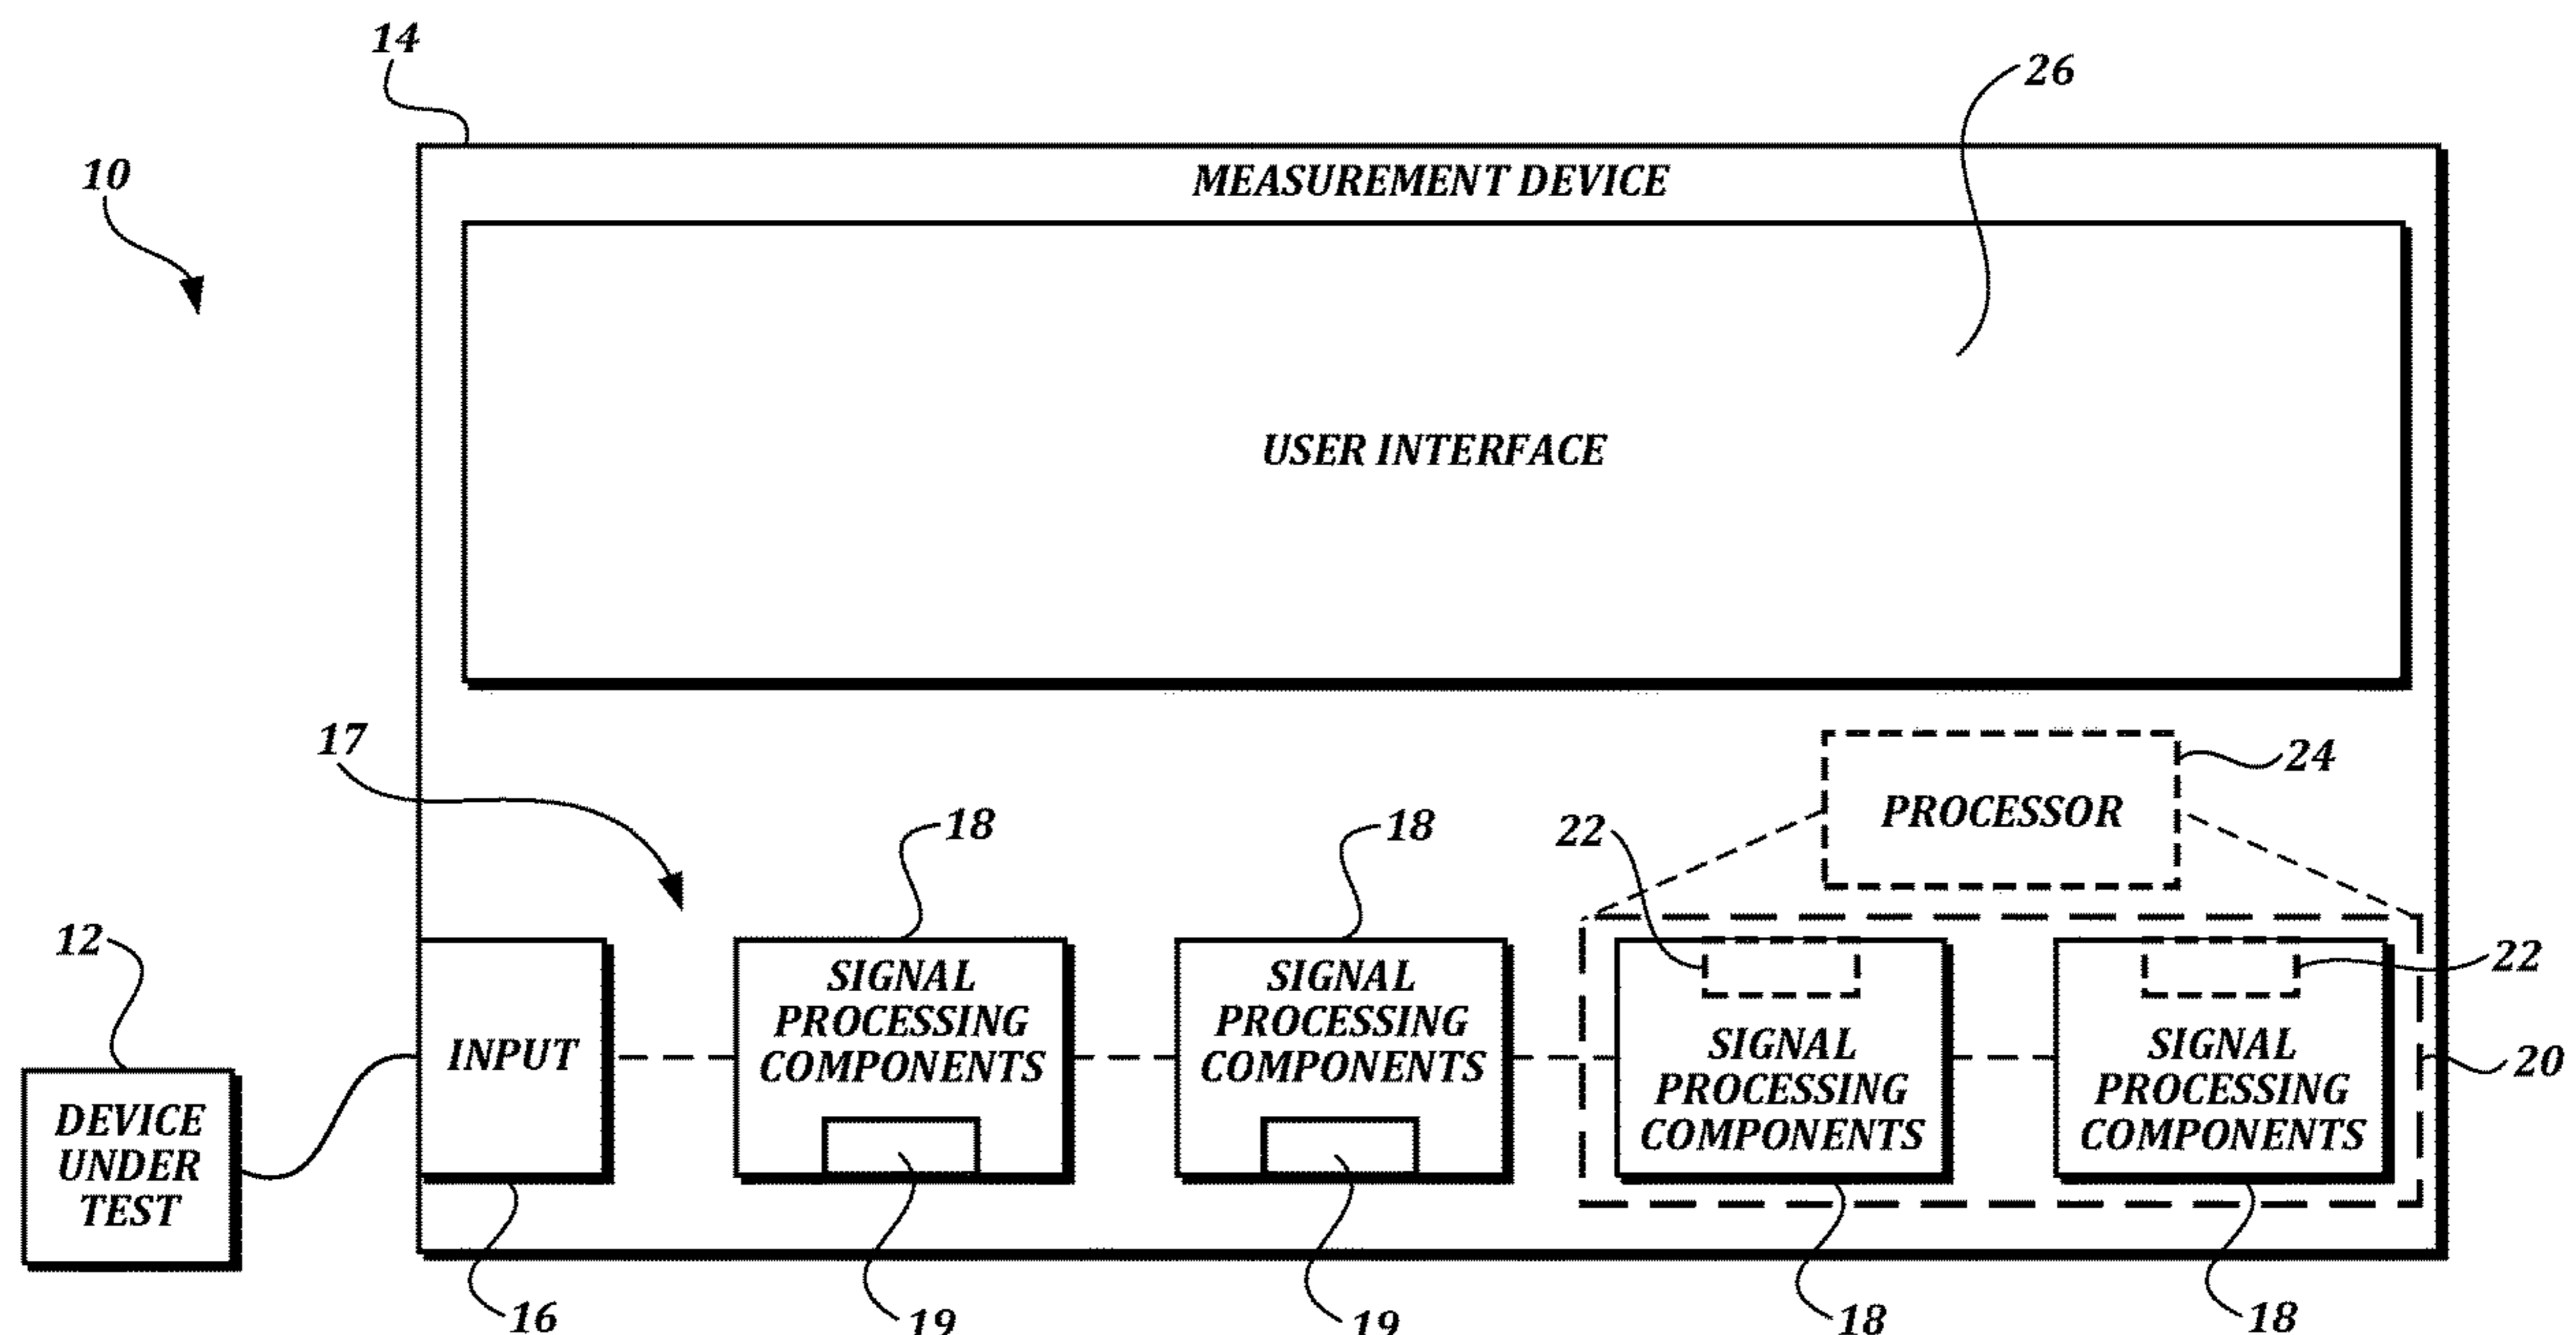 14
26
10
MEASUREMENT DEVICE
USER INTERFACE
17
24
PROCESSOR
18
18
22
12
22
INPUT
SIGNAL
PROCESSING
COMPONENTS
SIGNAL
PROCESSING
COMPONENTS
SIGNAL
PROCESSING
COMPONENTS
SIGNAL
PROCESSING
COMPONENTS
20
DEVICE
UNDER
TEST
16
19
19
18
18